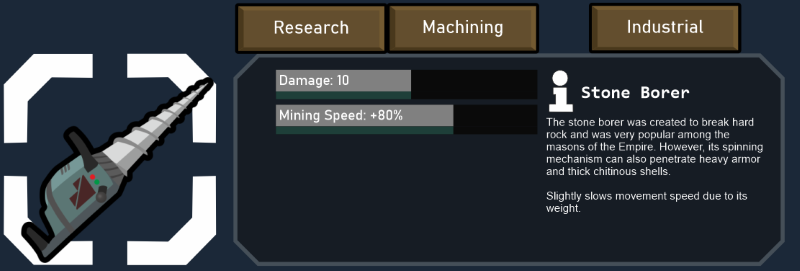 Research
Machining
Industrial
Damage: 10
Mining Speed: +80%
Stone Borer
The stone borer was created to break hard
rock and was very popular among the
masons of the Empire. However, its spinning
mechanism can also penetrate heavy armor
and thick chitinous shells.
Slightly slows movement speed due to its
weight.